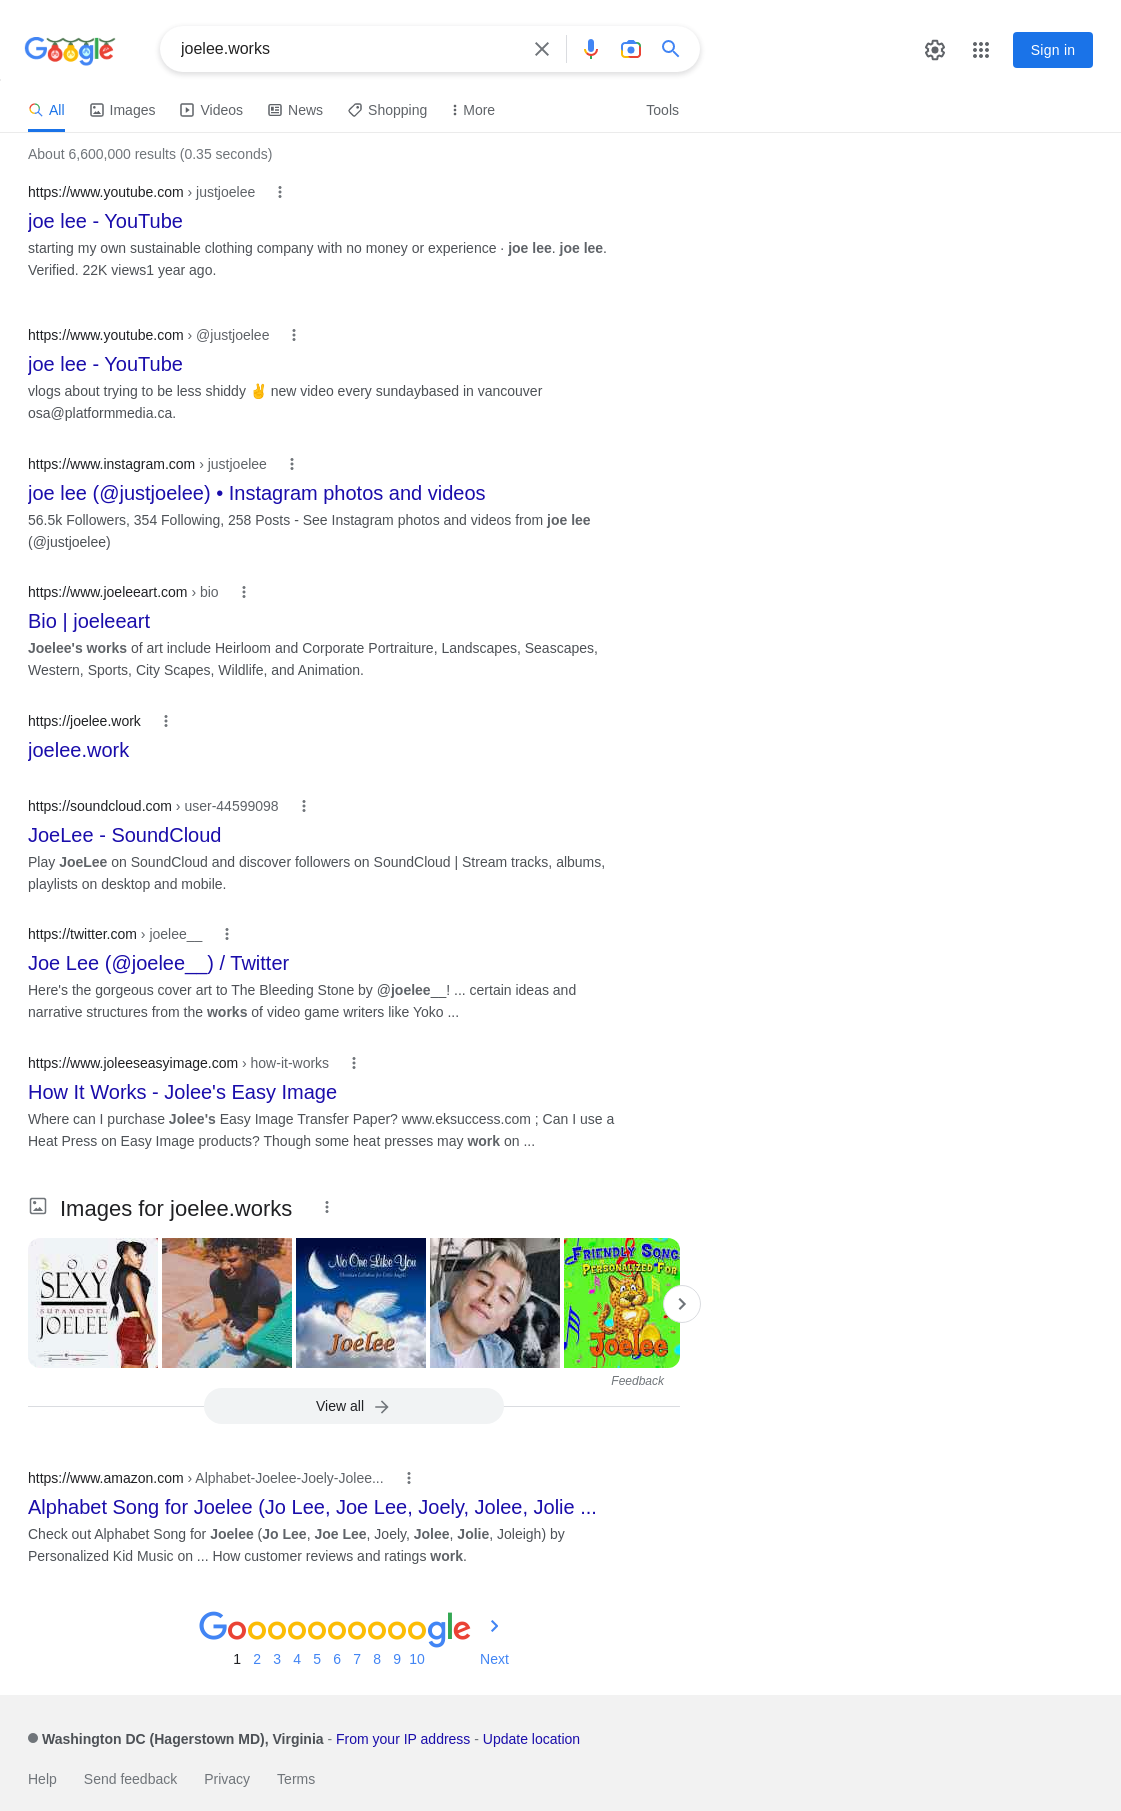 Google
joelee.works
Sign in
All Images Videos News Shopping More Tools
About 6,600,000 results (0.35 seconds)
https://www.youtube.com › justjoelee
joe lee - YouTube
starting my own sustainable clothing company with no money or experience · joe lee. joe lee.
Verified. 22K views1 year ago.
https://www.youtube.com › @justjoelee
joe lee - YouTube
vlogs about trying to be less shiddy ✌️ new video every sundaybased in vancouver
osa@platformmedia.ca.
https://www.instagram.com › justjoelee
joe lee (@justjoelee) • Instagram photos and videos
56.5k Followers, 354 Following, 258 Posts - See Instagram photos and videos from joe lee
(@justjoelee)
https://www.joeleeart.com › bio
Bio | joeleeart
Joelee's works of art include Heirloom and Corporate Portraiture, Landscapes, Seascapes,
Western, Sports, City Scapes, Wildlife, and Animation.
https://joelee.work
joelee.work
https://soundcloud.com › user-44599098
JoeLee - SoundCloud
Play JoeLee on SoundCloud and discover followers on SoundCloud | Stream tracks, albums,
playlists on desktop and mobile.
https://twitter.com › joelee__
Joe Lee (@joelee__) / Twitter
Here's the gorgeous cover art to The Bleeding Stone by @joelee__! ... certain ideas and
narrative structures from the works of video game writers like Yoko ...
https://www.joleeseasyimage.com › how-it-works
How It Works - Jolee's Easy Image
Where can I purchase Jolee's Easy Image Transfer Paper? www.eksuccess.com ; Can I use a
Heat Press on Easy Image products? Though some heat presses may work on ...
Images for joelee.works
SOO
SEXY
SUPAMODEL
JOELEE
No One Like You
Christian Lullabies for Little Angels
Joelee
FRIENDLY SONG
PERSONALIZED FOR
Joelee
Feedback
View all
https://www.amazon.com › Alphabet-Joelee-Joely-Jolee...
Alphabet Song for Joelee (Jo Lee, Joe Lee, Joely, Jolee, Jolie ...
Check out Alphabet Song for Joelee (Jo Lee, Joe Lee, Joely, Jolee, Jolie, Joleigh) by
Personalized Kid Music on ... How customer reviews and ratings work.
Goooooooooogle
1 2 3 4 5 6 7 8 9 10 Next
Washington DC (Hagerstown MD), Virginia - From your IP address - Update location
Help Send feedback Privacy Terms